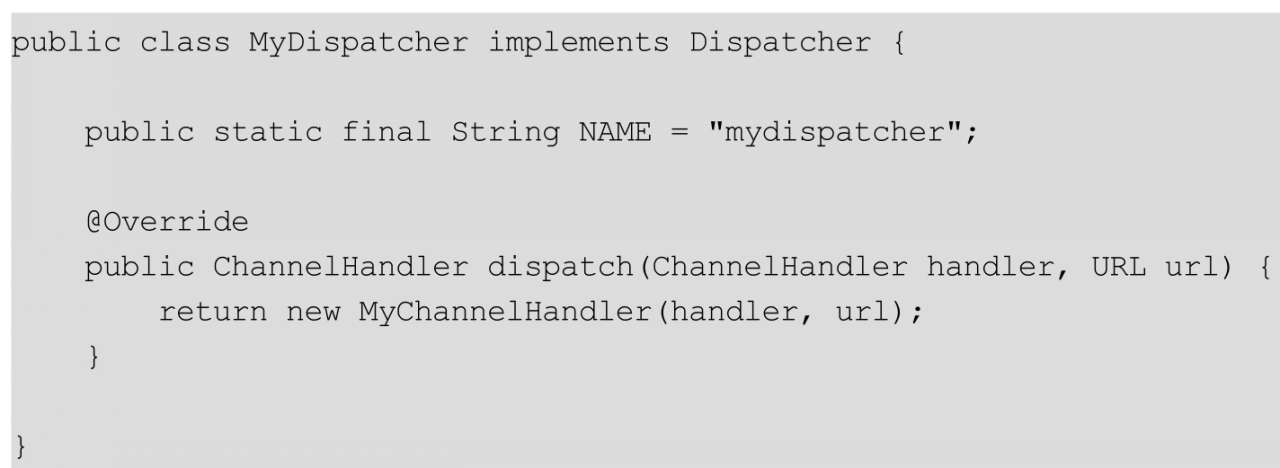 public class MyDispatcher implements Dispatcher {
    public static final String NAME = "mydispatcher";
    @Override
    public ChannelHandler dispatch(ChannelHandler handler, URL url) {
        return new MyChannelHandler(handler, url);
    }
}